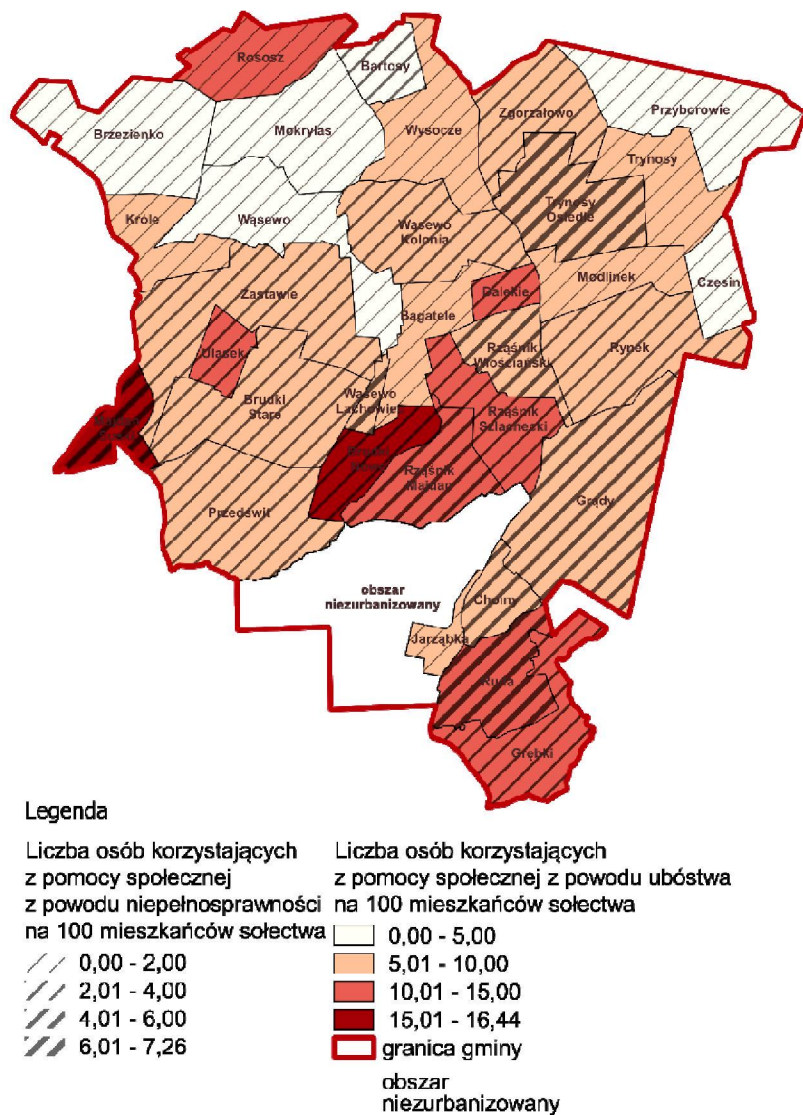 Rososz
Bartosy
Brzezienko
Mokrylas
Wysocze
Zgorzałowo
Przyborowie
Trynosy
Trynosy
Osiedle
Króle
Wąsewo
Wąsewo
Kolonia
Zastawie
Dalekie
Modlinek
Czesin
Bagatele
Ulasek
Rząśnik
Włościański
Rynek
Brudki
Stare
Wąsewo
Lachowiec
Rząśnik
Szlachecki
Rząśnik
Majdan
Przedświt
Grądy
obszar
niezurbanizowany
Choiny
Jarząbka
Ruda
Grębki
Legenda
Liczba osób korzystających
z pomocy społecznej
z powodu niepełnosprawności
na 100 mieszkańców sołectwa
0,00 - 2,00
2,01 - 4,00
4,01 - 6,00
6,01 - 7,26
Liczba osób korzystających
z pomocy społecznej z powodu ubóstwa
na 100 mieszkańców sołectwa
0,00 - 5,00
5,01 - 10,00
10,01 - 15,00
15,01 - 16,44
granica gminy
obszar
niezurbanizowany